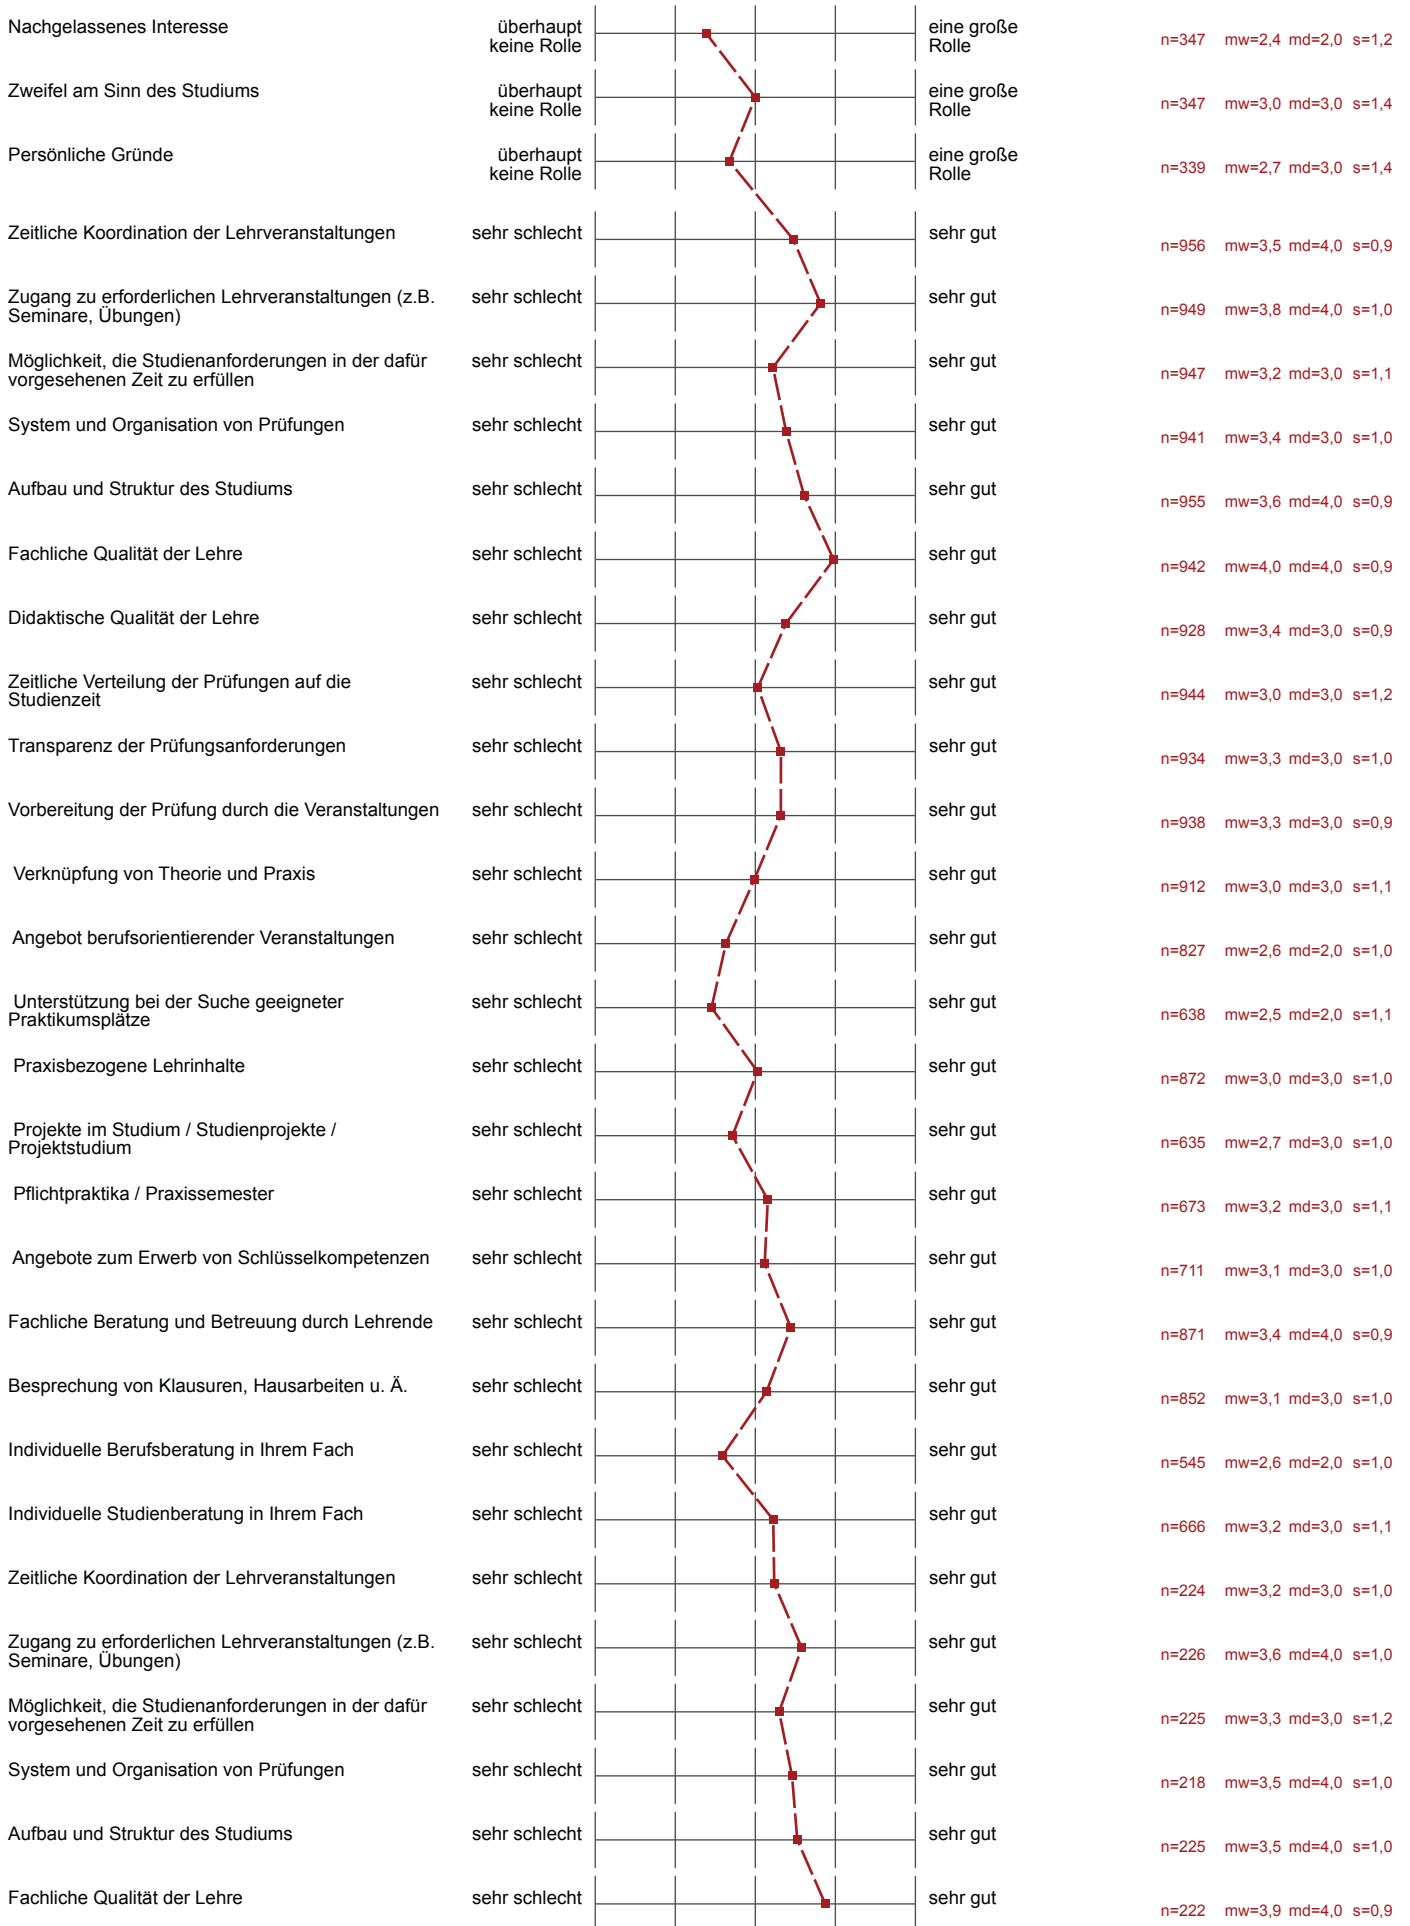 Nachgelassenes Interesse überhaupt eine große
keine Rolle Rolle n=347 mw=2,4 md=2,0 s=1,2
Zweifel am Sinn des Studiums überhaupt eine große
keine Rolle Rolle n=347 mw=3,0 md=3,0 s=1,4
Persönliche Gründe überhaupt eine große
keine Rolle Rolle n=339 mw=2,7 md=3,0 s=1,4
Zeitliche Koordination der Lehrveranstaltungen sehr schlecht sehr gut n=956 mw=3,5 md=4,0 s=0,9
Zugang zu erforderlichen Lehrveranstaltungen (z.B. sehr schlecht sehr gut
Seminare, Übungen) n=949 mw=3,8 md=4,0 s=1,0
Möglichkeit, die Studienanforderungen in der dafür sehr schlecht sehr gut
vorgesehenen Zeit zu erfüllen n=947 mw=3,2 md=3,0 s=1,1
System und Organisation von Prüfungen sehr schlecht sehr gut n=941 mw=3,4 md=3,0 s=1,0
Aufbau und Struktur des Studiums sehr schlecht sehr gut n=955 mw=3,6 md=4,0 s=0,9
Fachliche Qualität der Lehre sehr schlecht sehr gut n=942 mw=4,0 md=4,0 s=0,9
Didaktische Qualität der Lehre sehr schlecht sehr gut n=928 mw=3,4 md=3,0 s=0,9
Zeitliche Verteilung der Prüfungen auf die sehr schlecht sehr gut
Studienzeit n=944 mw=3,0 md=3,0 s=1,2
Transparenz der Prüfungsanforderungen sehr schlecht sehr gut n=934 mw=3,3 md=3,0 s=1,0
Vorbereitung der Prüfung durch die Veranstaltungen sehr schlecht sehr gut n=938 mw=3,3 md=3,0 s=0,9
Verknüpfung von Theorie und Praxis sehr schlecht sehr gut n=912 mw=3,0 md=3,0 s=1,1
Angebot berufsorientierender Veranstaltungen sehr schlecht sehr gut n=827 mw=2,6 md=2,0 s=1,0
Unterstützung bei der Suche geeigneter sehr schlecht sehr gut
Praktikumsplätze n=638 mw=2,5 md=2,0 s=1,1
Praxisbezogene Lehrinhalte sehr schlecht sehr gut n=872 mw=3,0 md=3,0 s=1,0
Projekte im Studium / Studienprojekte / sehr schlecht sehr gut
Projektstudium n=635 mw=2,7 md=3,0 s=1,0
Pflichtpraktika / Praxissemester sehr schlecht sehr gut n=673 mw=3,2 md=3,0 s=1,1
Angebote zum Erwerb von Schlüsselkompetenzen sehr schlecht sehr gut n=711 mw=3,1 md=3,0 s=1,0
Fachliche Beratung und Betreuung durch Lehrende sehr schlecht sehr gut n=871 mw=3,4 md=4,0 s=0,9
Besprechung von Klausuren, Hausarbeiten u. Ä. sehr schlecht sehr gut n=852 mw=3,1 md=3,0 s=1,0
Individuelle Berufsberatung in Ihrem Fach sehr schlecht sehr gut n=545 mw=2,6 md=2,0 s=1,0
Individuelle Studienberatung in Ihrem Fach sehr schlecht sehr gut n=666 mw=3,2 md=3,0 s=1,1
Zeitliche Koordination der Lehrveranstaltungen sehr schlecht sehr gut n=224 mw=3,2 md=3,0 s=1,0
Zugang zu erforderlichen Lehrveranstaltungen (z.B. sehr schlecht sehr gut
Seminare, Übungen) n=226 mw=3,6 md=4,0 s=1,0
Möglichkeit, die Studienanforderungen in der dafür sehr schlecht sehr gut
vorgesehenen Zeit zu erfüllen n=225 mw=3,3 md=3,0 s=1,2
System und Organisation von Prüfungen sehr schlecht sehr gut n=218 mw=3,5 md=4,0 s=1,0
Aufbau und Struktur des Studiums sehr schlecht sehr gut n=225 mw=3,5 md=4,0 s=1,0
Fachliche Qualität der Lehre sehr schlecht sehr gut n=222 mw=3,9 md=4,0 s=0,9